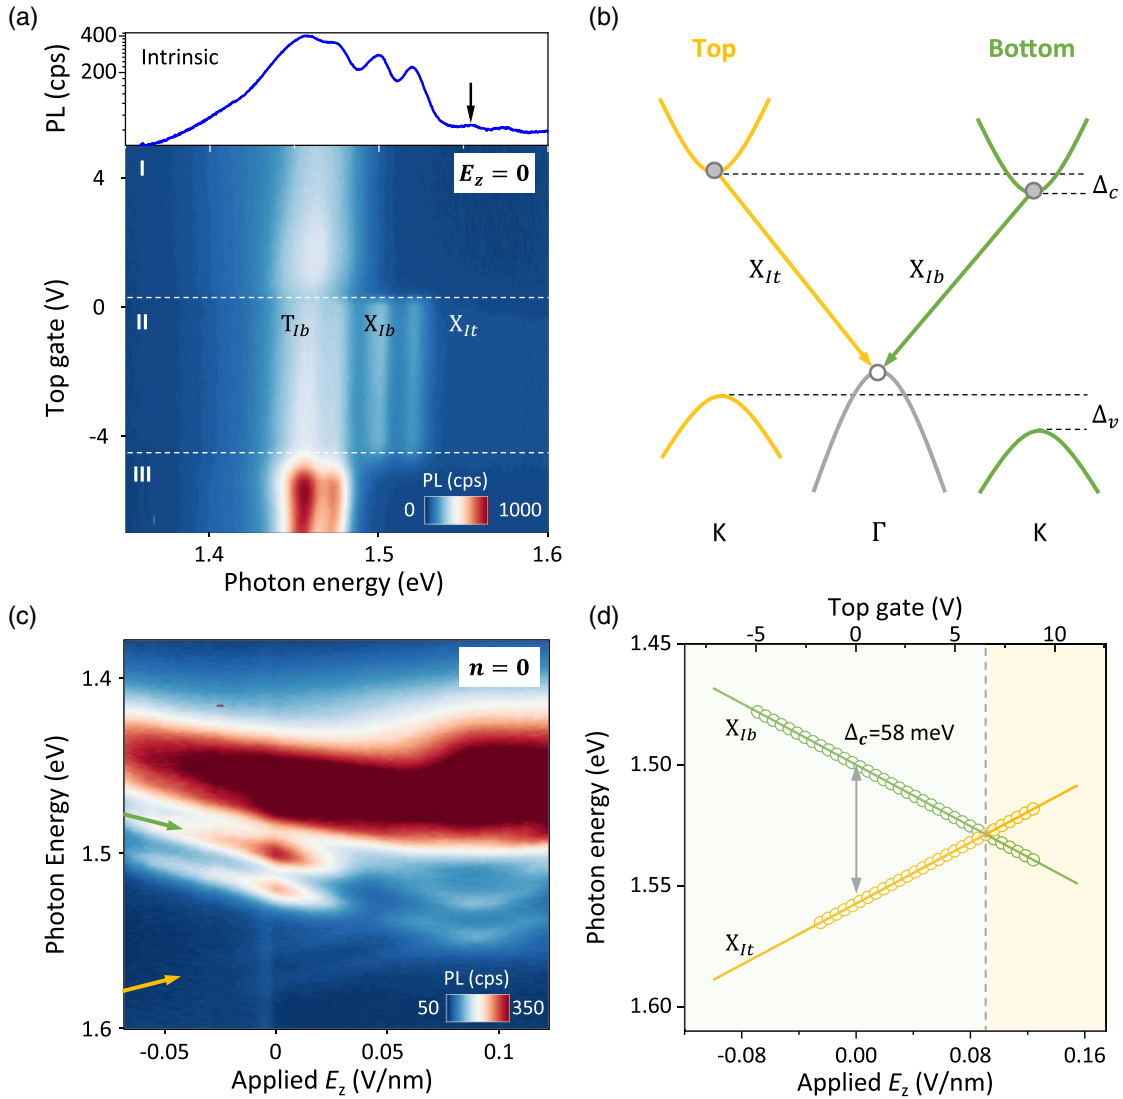 (a)
PL (cps)
400
200
Intrinsic
Top gate (V)
4
0
-4
I
II
III
E_z = 0
T_Ib
X_Ib
X_It
PL (cps)
0
1000
1.4
1.5
1.6
Photon energy (eV)
(b)
Top
Bottom
Δ_c
X_It
X_Ib
Δ_v
K
Γ
K
(c)
n = 0
Photon Energy (eV)
1.4
1.5
1.6
PL (cps)
50
350
-0.05
0
0.05
0.1
Applied E_z (V/nm)
(d)
Top gate (V)
-5
0
5
10
Photon energy (eV)
1.45
1.50
1.55
1.60
X_Ib
Δ_c=58 meV
X_It
-0.08
0.00
0.08
0.16
Applied E_z (V/nm)